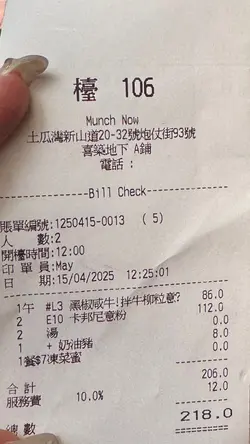 檯 106
Munch Now
土瓜灣新山道20-32號炮仗街93號
喜築地下 A鋪
電話 :
Bill Check
賬單編號:1250415-0013 ( 5)
人 數:2
開檯時間:12:00
印單員:May
日 期:15/04/2025 12:25:01
1午 #L3 黑椒咸牛!拌牛柳粒意? 86.0
2 E10 卡邦尼意粉 112.0
2 湯 0.0
1 + 奶油豬 8.0
1餐$7凍菜蜜 0.0
206.0
服務費 10.0% 12.0
總數 218.0